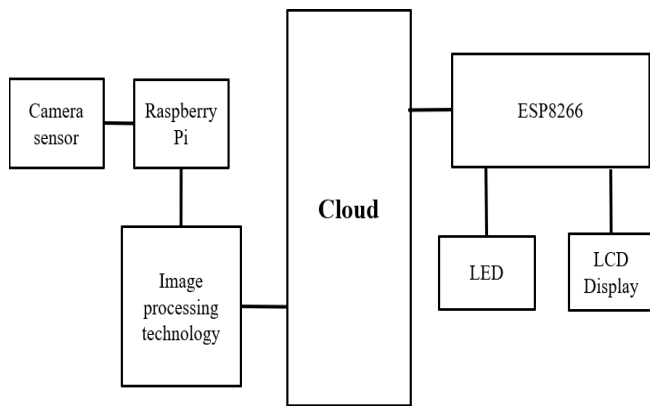 Camera
sensor
Raspberry
Pi
Image
processing
technology
Cloud
ESP8266
LED
LCD
Display